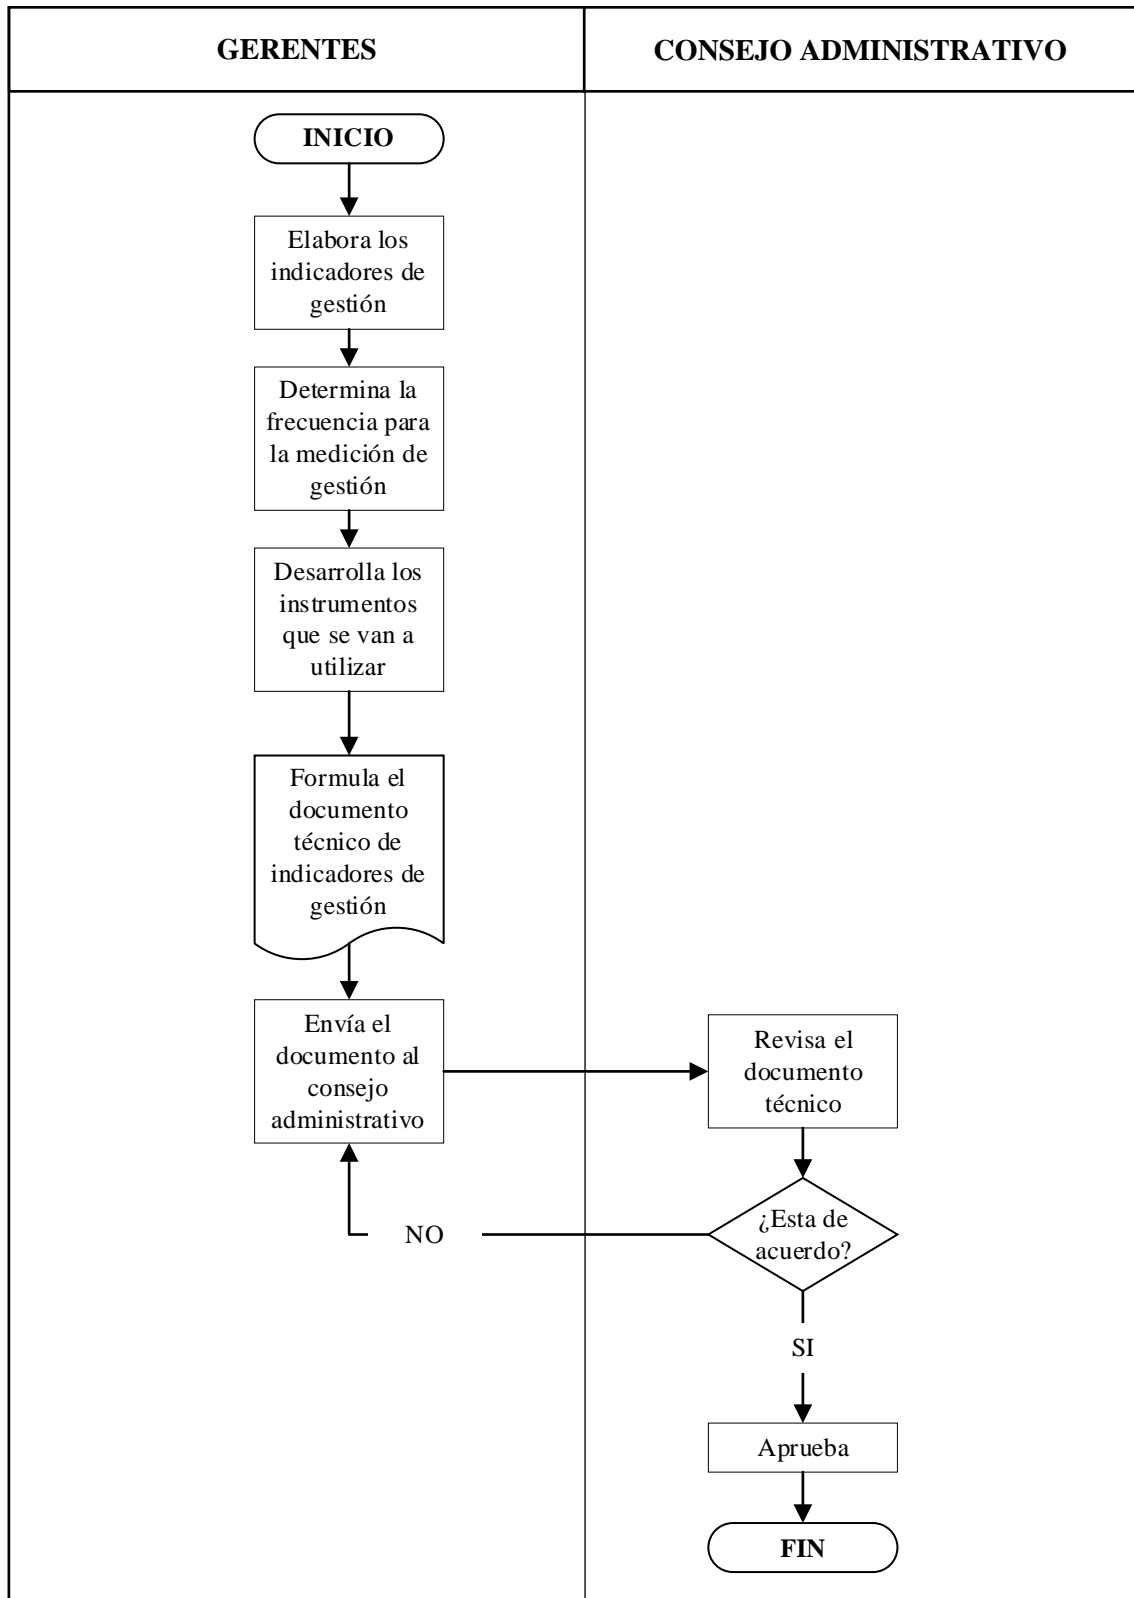 GERENTES
CONSEJO ADMINISTRATIVO
INICIO
Elabora los
indicadores de
gestión
Determina la
frecuencia para
la medición de
gestión
Desarrolla los
instrumentos
que se van a
utilizar
Formula el
documento
técnico de
indicadores de
gestión
Envía el
documento al
consejo
administrativo
Revisa el
documento
técnico
¿Esta de
acuerdo?
NO
SI
Aprueba
FIN